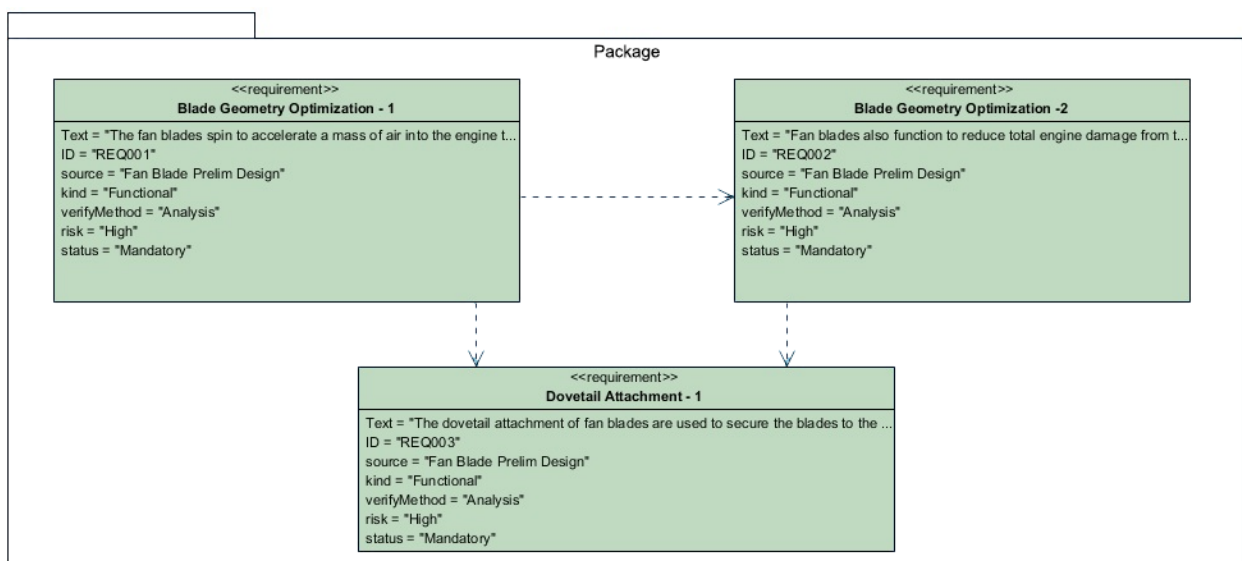 Package
<<requirement>>
Blade Geometry Optimization - 1
Text = "The fan blades spin to accelerate a mass of air into the engine t...
ID = "REQ001"
source = "Fan Blade Prelim Design"
kind = "Functional"
verifyMethod = "Analysis"
risk = "High"
status = "Mandatory"
<<requirement>>
Blade Geometry Optimization -2
Text = "Fan blades also function to reduce total engine damage from t...
ID = "REQ002"
source = "Fan Blade Prelim Design"
kind = "Functional"
verifyMethod = "Analysis"
risk = "High"
status = "Mandatory"
<<requirement>>
Dovetail Attachment - 1
Text = "The dovetail attachment of fan blades are used to secure the blades to the ...
ID = "REQ003"
source = "Fan Blade Prelim Design"
kind = "Functional"
verifyMethod = "Analysis"
risk = "High"
status = "Mandatory"